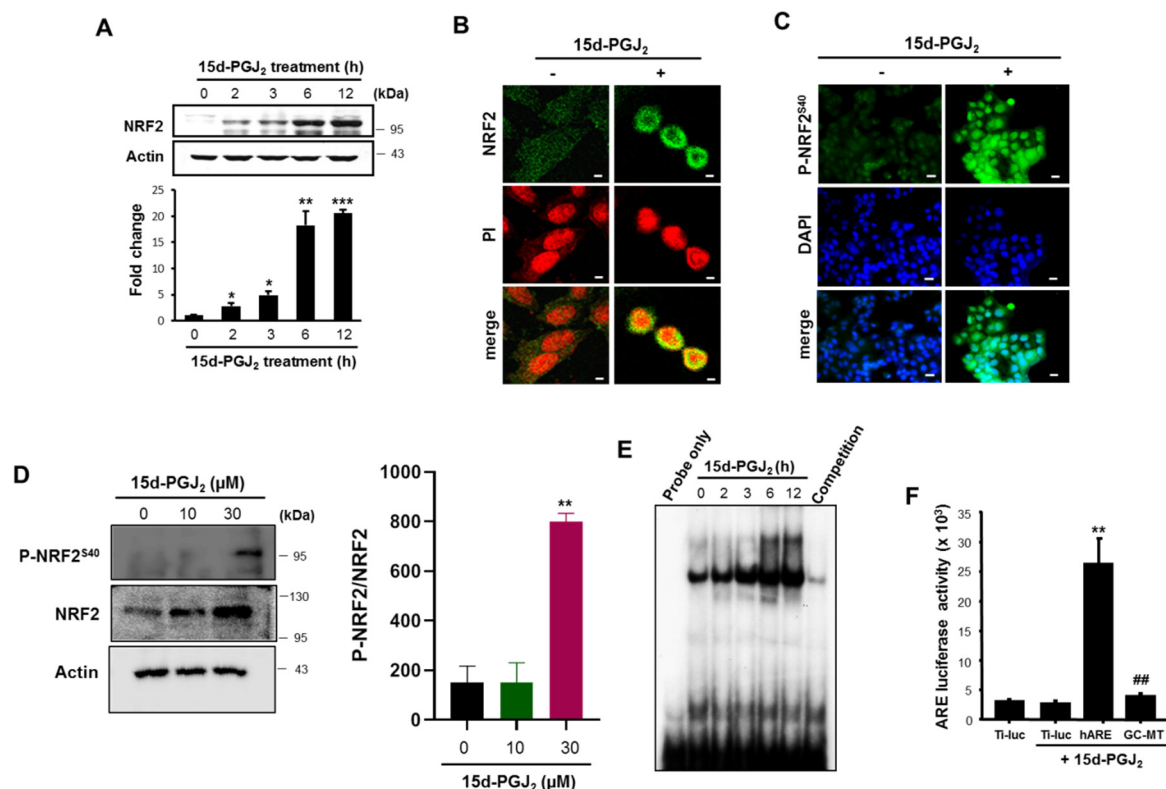 A
15d-PGJ₂ treatment (h)
0 2 3 6 12 (kDa)
NRF2
95
Actin
43
Fold change
25
20
15
10
5
0
* * ** ***
0 2 3 6 12
15d-PGJ₂ treatment (h)
B
15d-PGJ₂
- +
NRF2
PI
merge
C
15d-PGJ₂
- +
P-NRF2ˢ⁴⁰
DAPI
merge
D
15d-PGJ₂ (μM)
0 10 30 (kDa)
P-NRF2ˢ⁴⁰
95
130
NRF2
95
Actin
43
P-NRF2/NRF2
1000
800
600
400
200
0
**
0 10 30
15d-PGJ₂ (μM)
E
Probe only
15d-PGJ₂ (h)
0 2 3 6 12
Competition
F
ARE luciferase activity (x 10³)
35
30
25
20
15
10
5
0
**
##
Ti-luc Ti-luc hARE GC-MT
+ 15d-PGJ₂